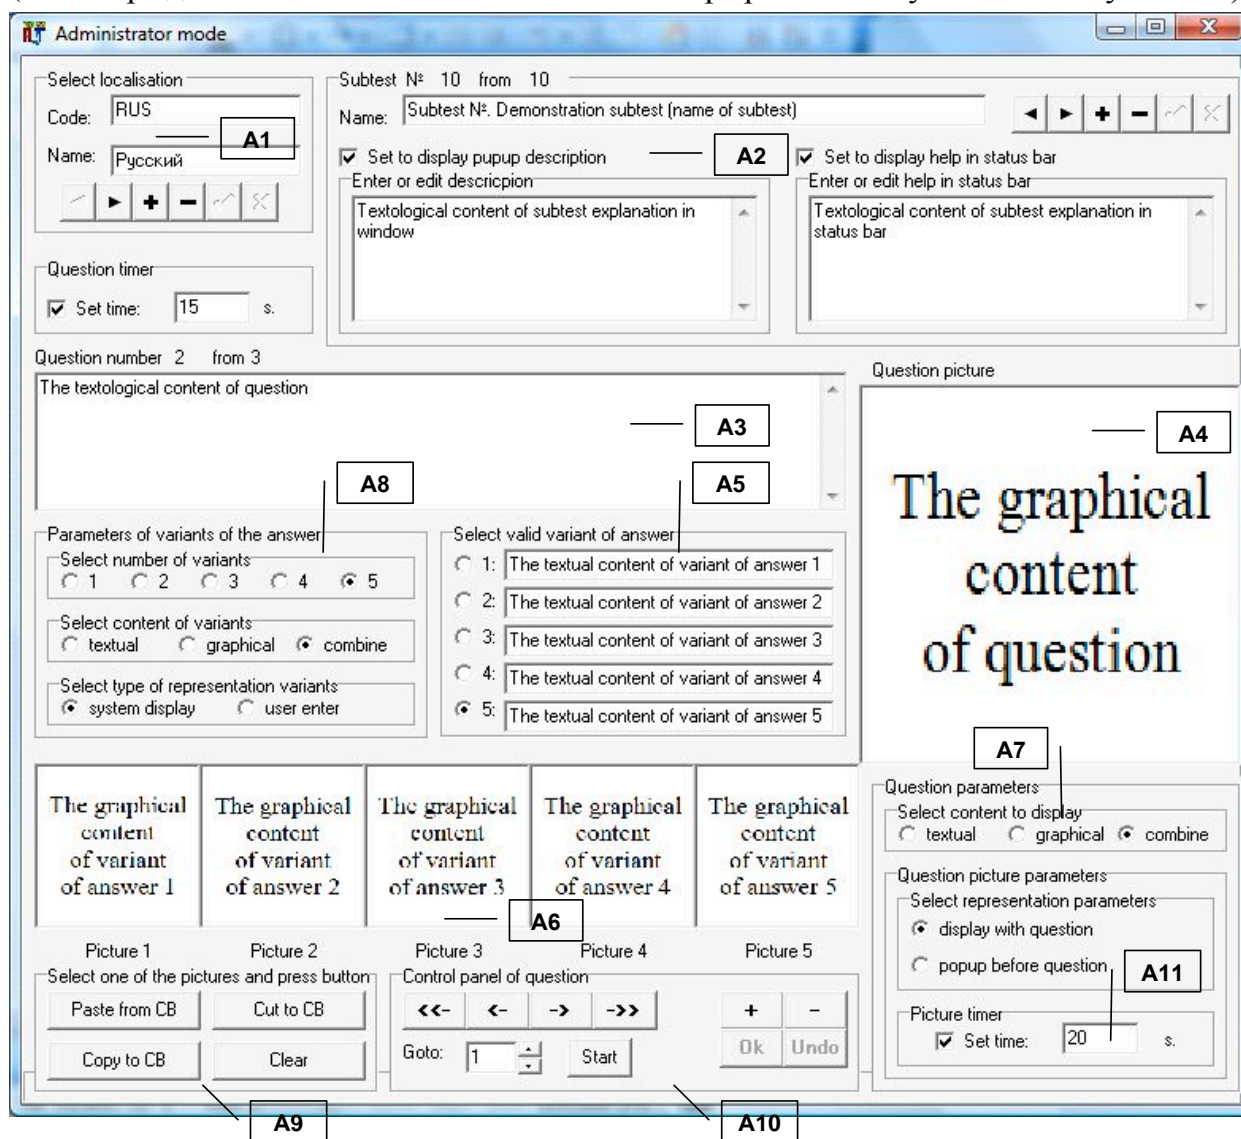 Administrator mode
Select localisation
Code: RUS
A1
Name: Русский
Subtest № 10 from 10
Name: Subtest №. Demonstration subtest (name of subtest)
Set to display pupup description
A2
Set to display help in status bar
Enter or edit descricpion
Textological content of subtest explanation in
window
Enter or edit help in status bar
Textological content of subtest explanation in
status bar
Question timer
Set time: 15 s.
Question number 2 from 3
The textological content of question
A3
Question picture
A4
The graphical
content
of question
A8
A5
Parameters of variants of the answer
Select number of variants
1 2 3 4 5
Select content of variants
textual graphical combine
Select type of representation variants
system display user enter
Select valid variant of answer
1: The textual content of variant of answer 1
2: The textual content of variant of answer 2
3: The textual content of variant of answer 3
4: The textual content of variant of answer 4
5: The textual content of variant of answer 5
A7
The graphical
content
of variant
of answer 1
The graphical
content
of variant
of answer 2
The graphical
content
of variant
of answer 3
The graphical
content
of variant
of answer 4
The graphical
content
of variant
of answer 5
A6
Picture 1 Picture 2 Picture 3 Picture 4 Picture 5
Question parameters
Select content to display
textual graphical combine
Question picture parameters
Select representation parameters
display with question
popup before question
A11
Picture timer
Set time: 20 s.
Select one of the pictures and press button
Paste from CB Cut to CB
Copy to CB Clear
A9
Control panel of question
<<- <- -> ->> + -
Goto: 1 Start Ok Undo
A10